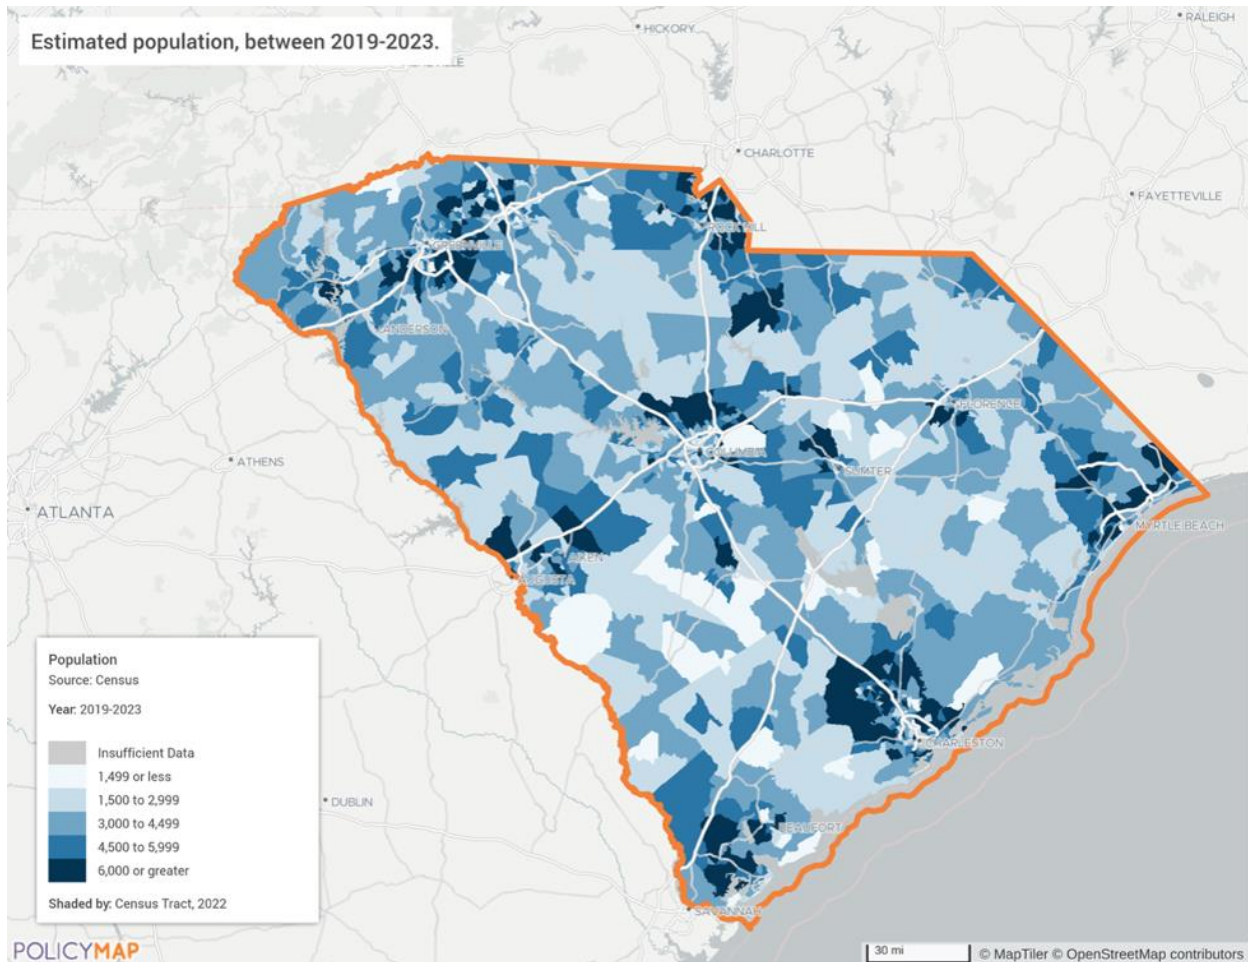 Estimated population, between 2019-2023.
HICKORY
RALEIGH
CHARLOTTE
FAYETTEVILLE
ROCK HILL
GREENVILLE
ANDERSON
FLORENCE
COLUMBIA
SUMTER
ATHENS
ATLANTA
MYRTLE BEACH
AIKEN
AUGUSTA
CHARLESTON
DUBLIN
BEAUFORT
SAVANNAH
Population
Source: Census
Year: 2019-2023
Insufficient Data
1,499 or less
1,500 to 2,999
3,000 to 4,499
4,500 to 5,999
6,000 or greater
Shaded by: Census Tract, 2022
POLICYMAP
30 mi
© MapTiler © OpenStreetMap contributors